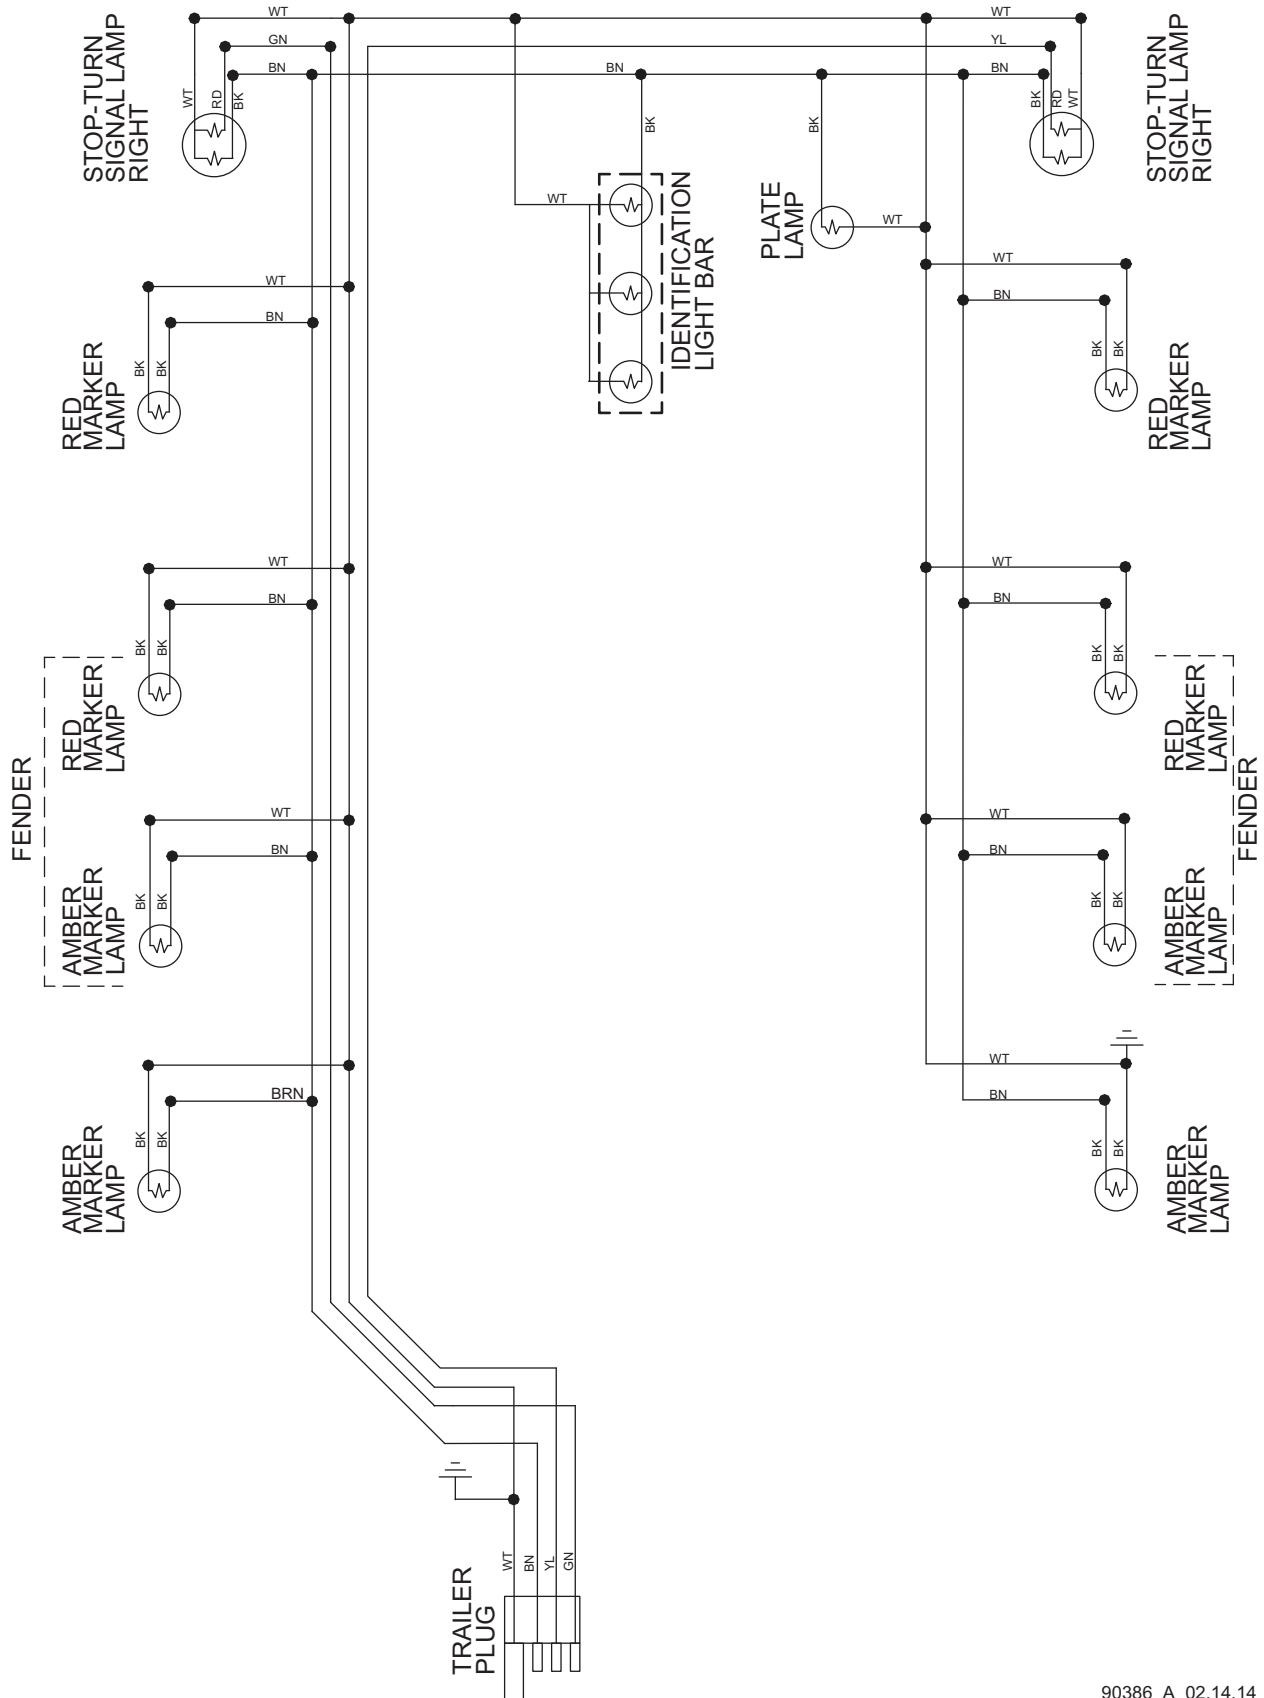 WT
WT
GN
YL
BN
BN
BN
STOP-TURN
SIGNAL LAMP
RIGHT
WT
RD
BK
BK
BK
BK
RD
WT
STOP-TURN
SIGNAL LAMP
RIGHT
WT
IDENTIFICATION
LIGHT BAR
PLATE
LAMP
WT
WT
BN
BK
BK
RED
MARKER
LAMP
WT
BN
BK
BK
RED
MARKER
LAMP
WT
BN
BK
BK
RED
MARKER
LAMP
WT
BN
BK
BK
RED
MARKER
LAMP
FENDER
FENDER
WT
BN
BK
BK
AMBER
MARKER
LAMP
WT
BN
BK
BK
AMBER
MARKER
LAMP
BRN
BK
BK
AMBER
MARKER
LAMP
WT
BN
BK
BK
AMBER
MARKER
LAMP
WT
BN
YL
GN
TRAILER
PLUG
90386_A_02.14.14